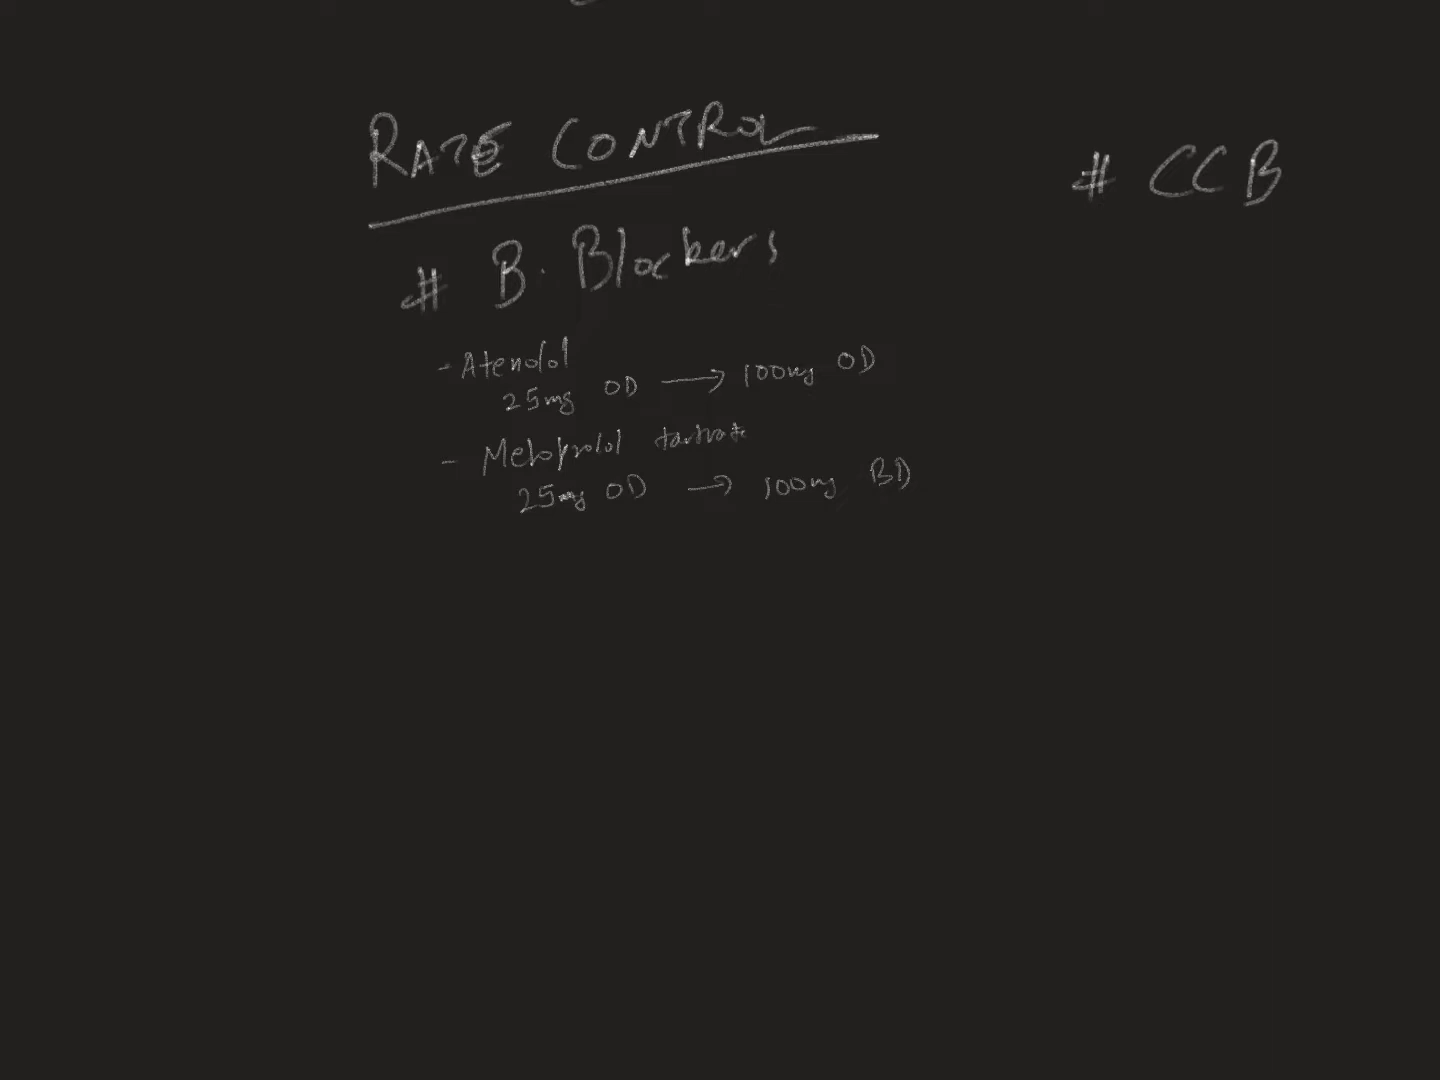 RATE CONTROL
# B. Blockers
- Atenolol
25mg OD → 100mg OD
- Metoprolol tartrate
25mg OD → 100mg BD
# CCB